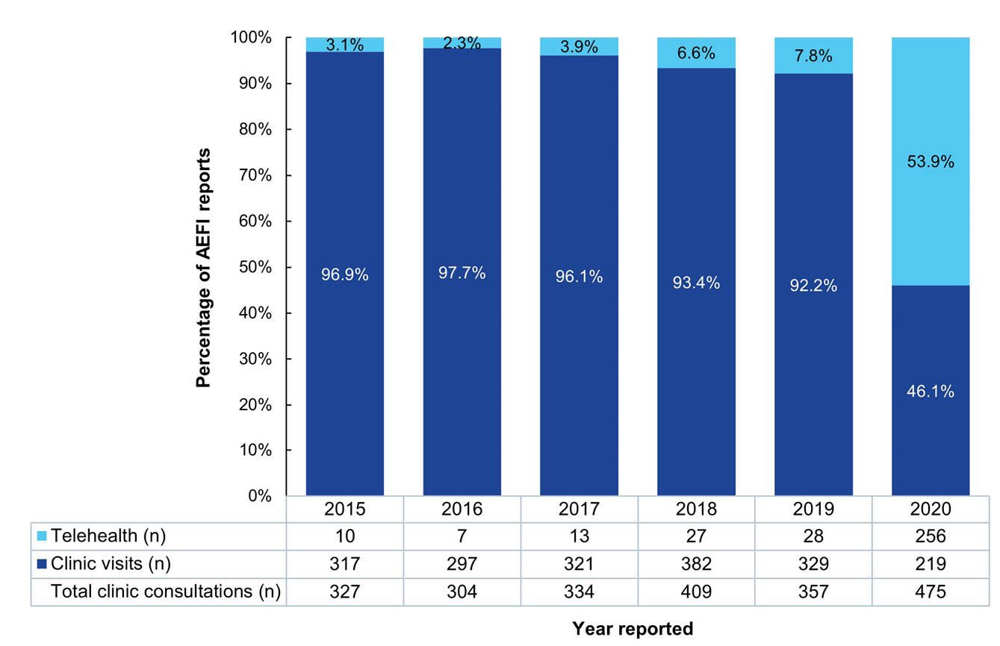 Percentage of AEFI reports
100%
90%
80%
70%
60%
50%
40%
30%
20%
10%
0%
3.1% 2.3% 3.9% 6.6% 7.8% 53.9%
96.9% 97.7% 96.1% 93.4% 92.2% 46.1%
2015 2016 2017 2018 2019 2020
Telehealth (n) 10 7 13 27 28 256
Clinic visits (n) 317 297 321 382 329 219
Total clinic consultations (n) 327 304 334 409 357 475
Year reported